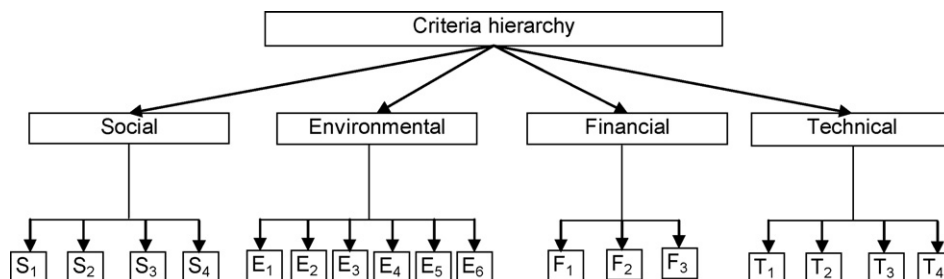 Criteria hierarchy
Social Environmental Financial Technical
S₁ S₂ S₃ S₄ E₁ E₂ E₃ E₄ E₅ E₆ F₁ F₂ F₃ T₁ T₂ T₃ T₄